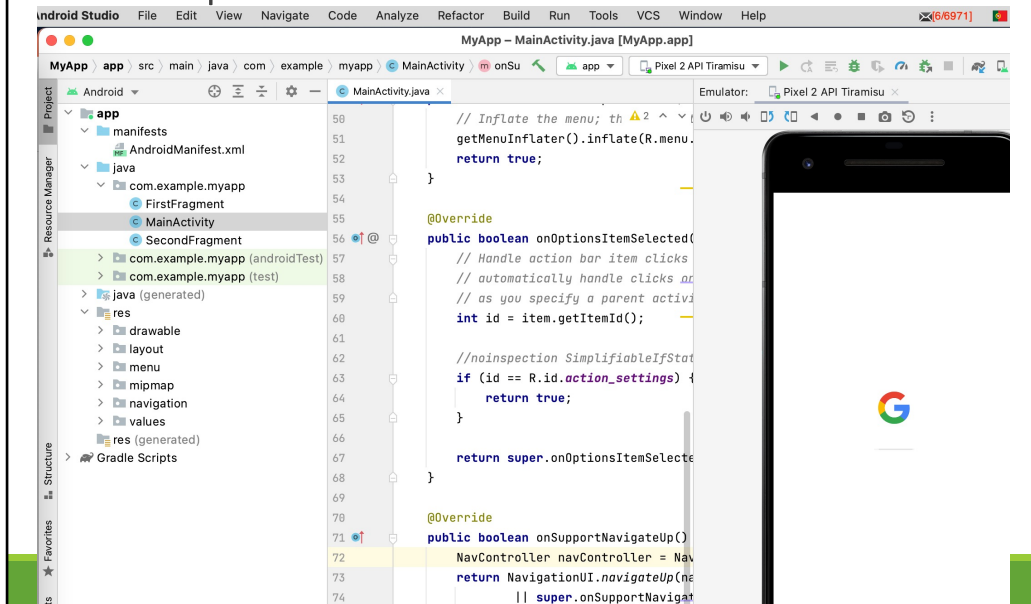 Android Studio File Edit View Navigate Code Analyze Refactor Build Run Tools VCS Window Help [6/6971]
MyApp – MainActivity.java [MyApp.app]
MyApp app src main java com example myapp MainActivity onSu app Pixel 2 API Tiramisu
Project
Resource Manager
Structure
Favorites
Android
app
manifests
AndroidManifest.xml
java
com.example.myapp
FirstFragment
MainActivity
SecondFragment
com.example.myapp (androidTest)
com.example.myapp (test)
java (generated)
res
drawable
layout
menu
mipmap
navigation
values
res (generated)
Gradle Scripts
MainActivity.java
50 // Inflate the menu; th 2
51 getMenuInflater().inflate(R.menu.
52 return true;
53 }
54
55 @Override
56 @ public boolean onOptionsItemSelected(
57 // Handle action bar item clicks
58 // automatically handle clicks on
59 // as you specify a parent activi
60 int id = item.getItemId();
61
62 //noinspection SimplifiableIfStat
63 if (id == R.id.action_settings) {
64 return true;
65 }
66
67 return super.onOptionsItemSelecte
68 }
69
70 @Override
71 public boolean onSupportNavigateUp()
72 NavController navController = Nav
73 return NavigationUI.navigateUp(na
74 || super.onSupportNavigat
Emulator: Pixel 2 API Tiramisu
G